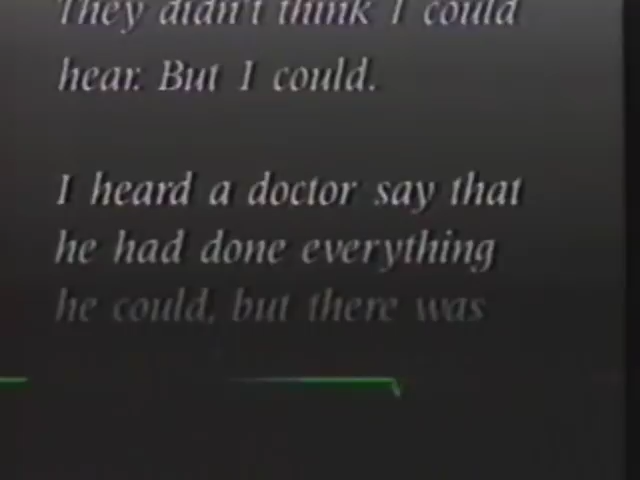 They didn't think I could
hear. But I could.
I heard a doctor say that
he had done everything
he could, but there was